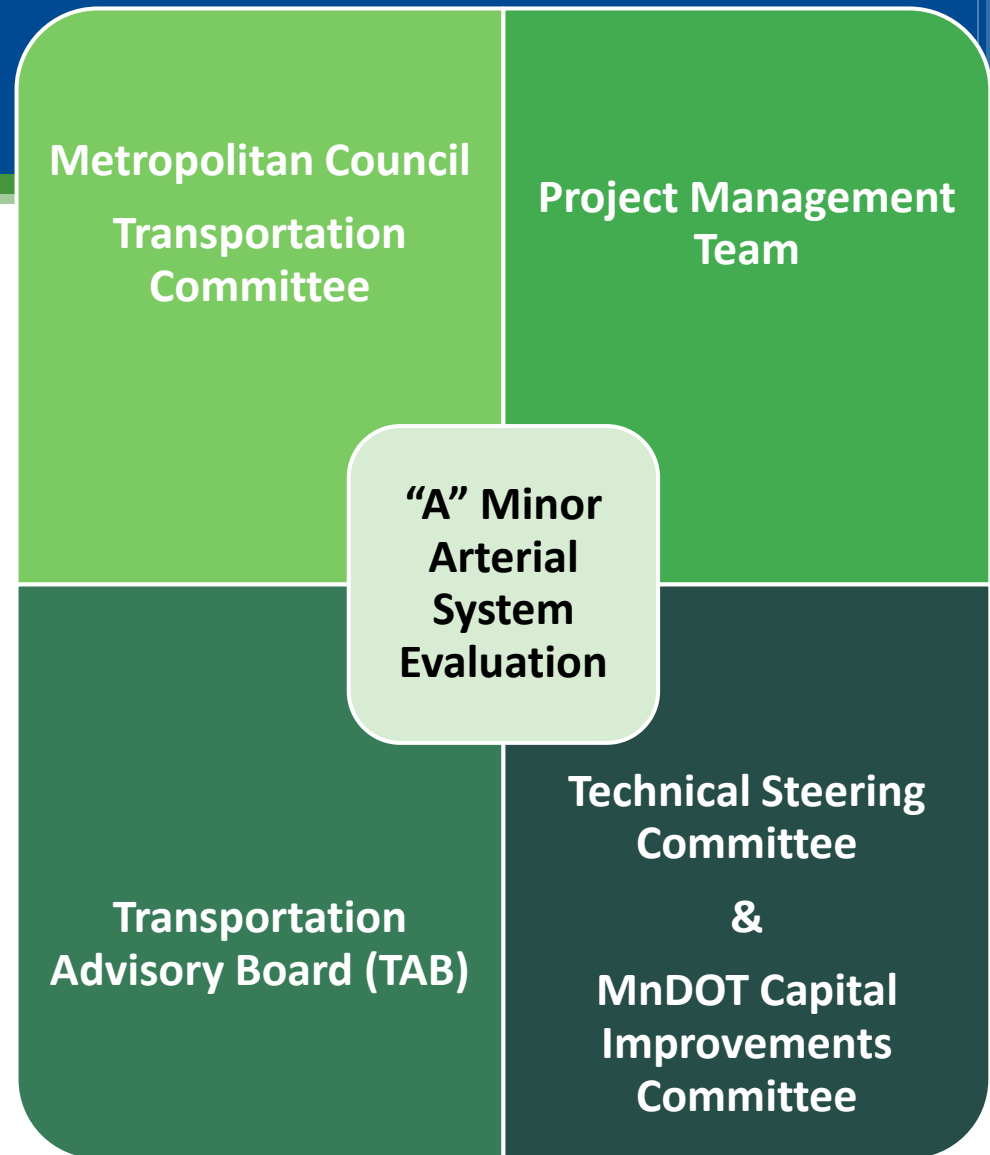 Metropolitan Council
Transportation
Committee
Project Management
Team
“A” Minor
Arterial
System
Evaluation
Transportation
Advisory Board (TAB)
Technical Steering
Committee
&
MnDOT Capital
Improvements
Committee